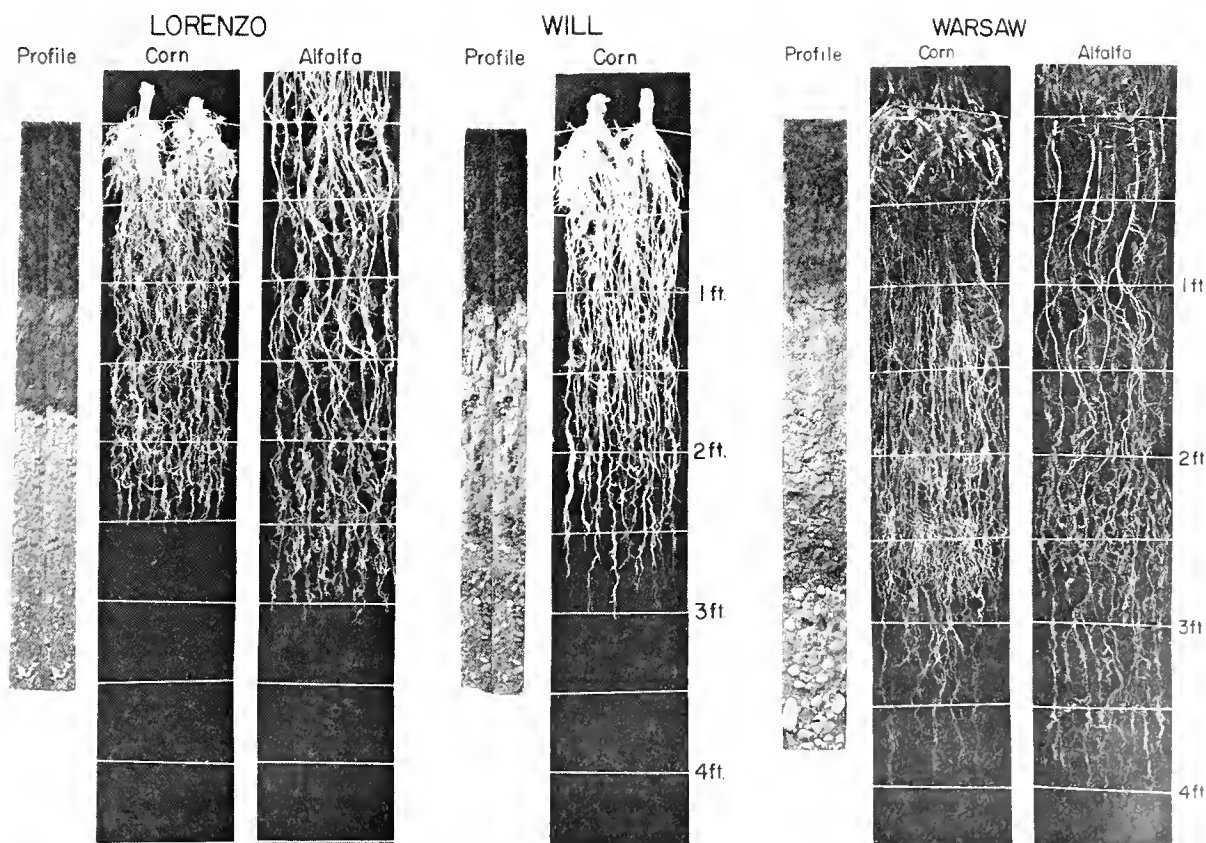 LORENZO
Profile
Corn
Alfalfa
WILL
Profile
Corn
1 ft.
2 ft.
3 ft.
4 ft.
WARSAW
Profile
Corn
Alfalfa
1 ft
2 ft
3 ft
4 ft